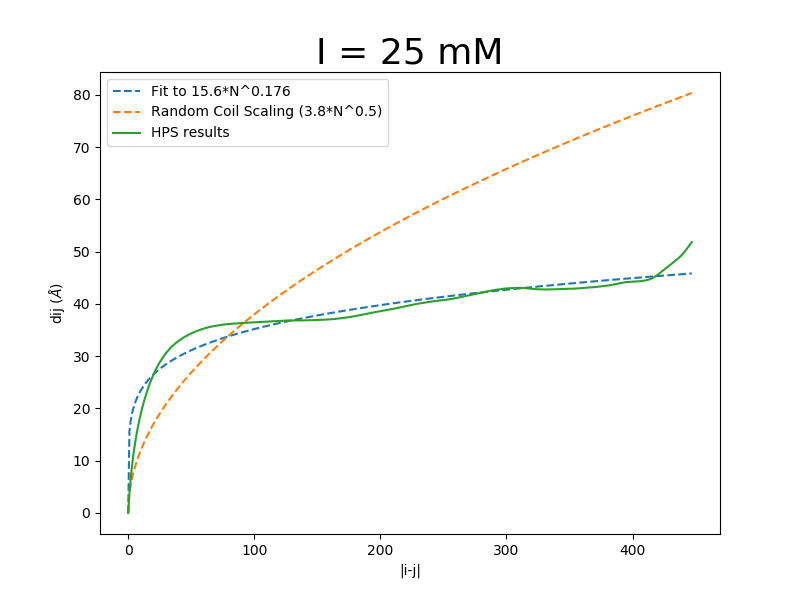 I = 25 mM
Fit to 15.6*N^0.176
Random Coil Scaling (3.8*N^0.5)
HPS results
80
70
60
50
40
30
20
10
0
dij (Å)
0 100 200 300 400
|i-j|